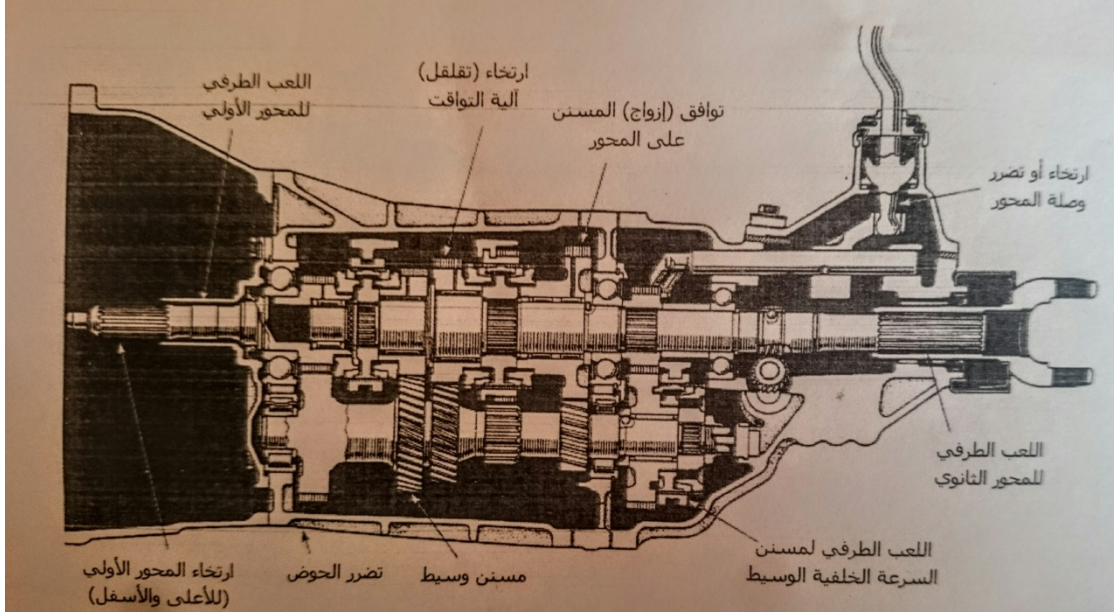 اللعب الطرفي
للمحور الأولي
ارتخاء (تقلقل)
آلية التواقت
توافق (إزواج) المسنن
على المحور
ارتخاء أو تضرر
وصلة المحور
اللعب الطرفي
للمحور الثانوي
اللعب الطرفي لمسنن
السرعة الخلفية الوسيط
مسنن وسيط
تضرر الحوض
ارتخاء المحور الأولي
(للأعلى والأسفل)